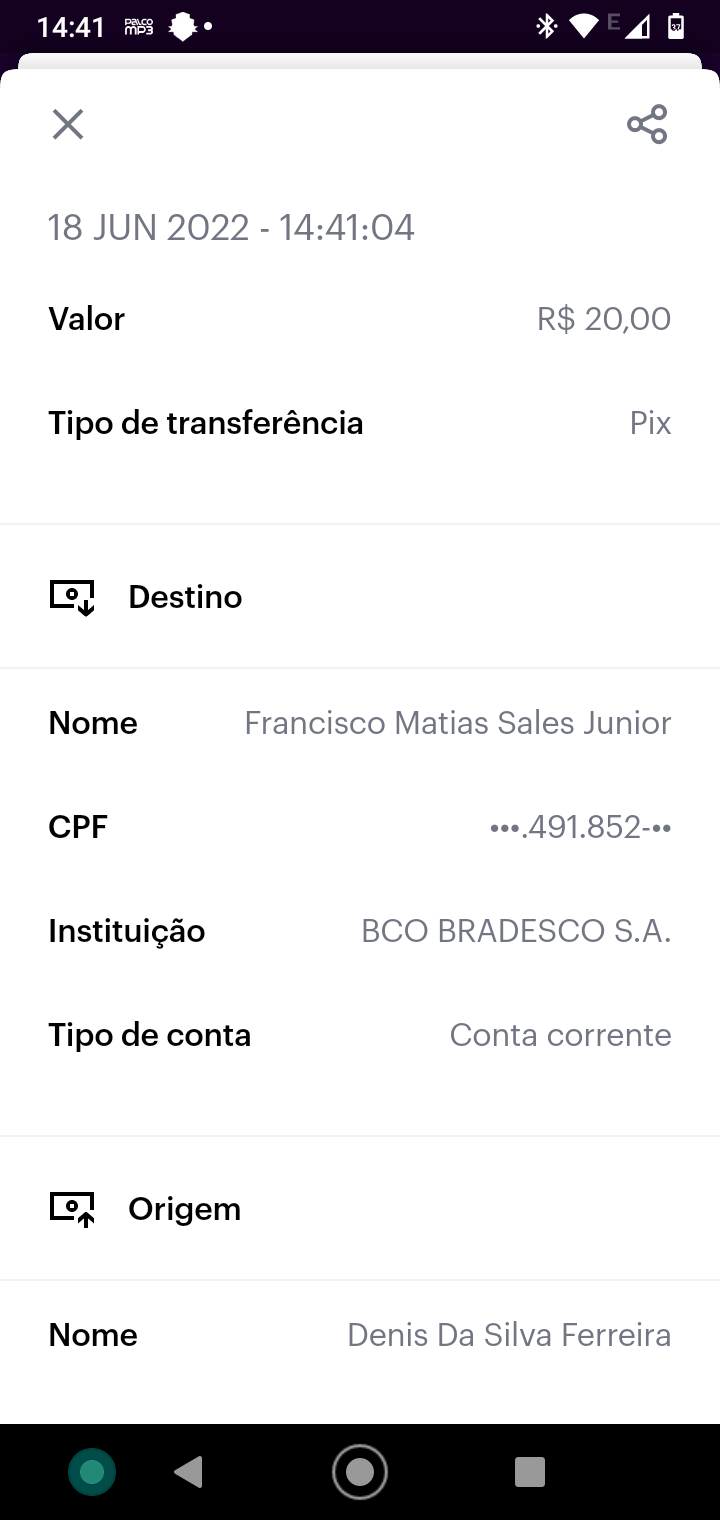 14:41 PALCO MP3 E 37
18 JUN 2022 - 14:41:04
Valor R$ 20,00
Tipo de transferência Pix
Destino
Nome Francisco Matias Sales Junior
CPF •••.491.852-••
Instituição BCO BRADESCO S.A.
Tipo de conta Conta corrente
Origem
Nome Denis Da Silva Ferreira